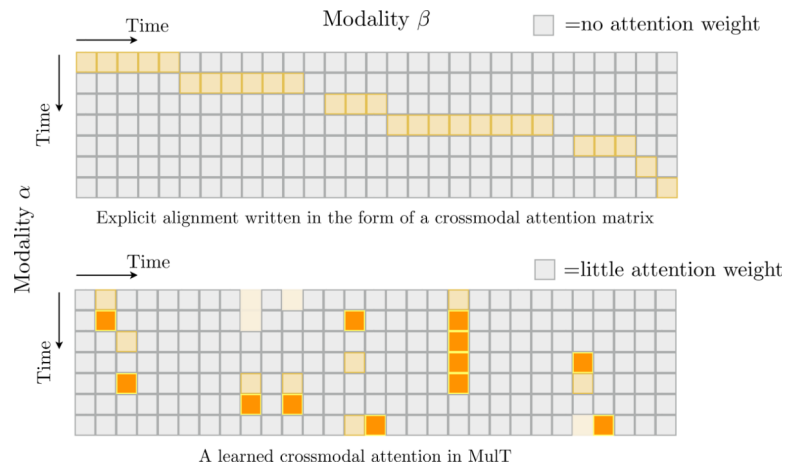 Modality β
Time
=no attention weight
Time
Explicit alignment written in the form of a crossmodal attention matrix
Modality α
Time
=little attention weight
Time
A learned crossmodal attention in MulT